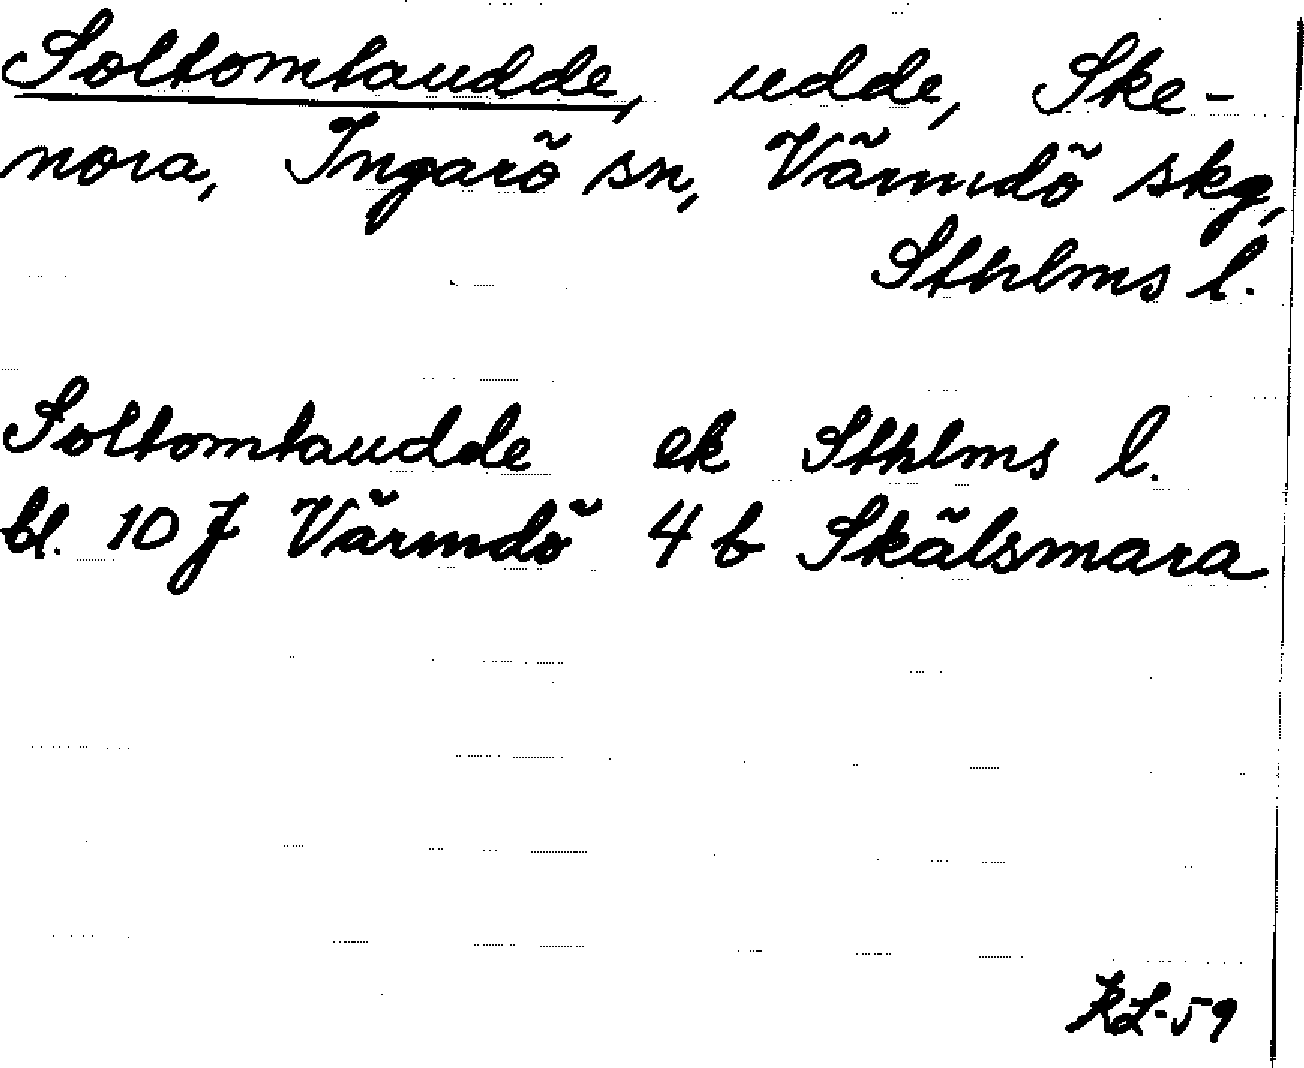 Soltomtaudde, udde, Ske-
nora, Ingarö sn, Värmdö skg,
Sthlms l.
Soltomtaudde ek Sthlms l.
bl. 10 J Värmdö 4 b Skälsmara
KL-59